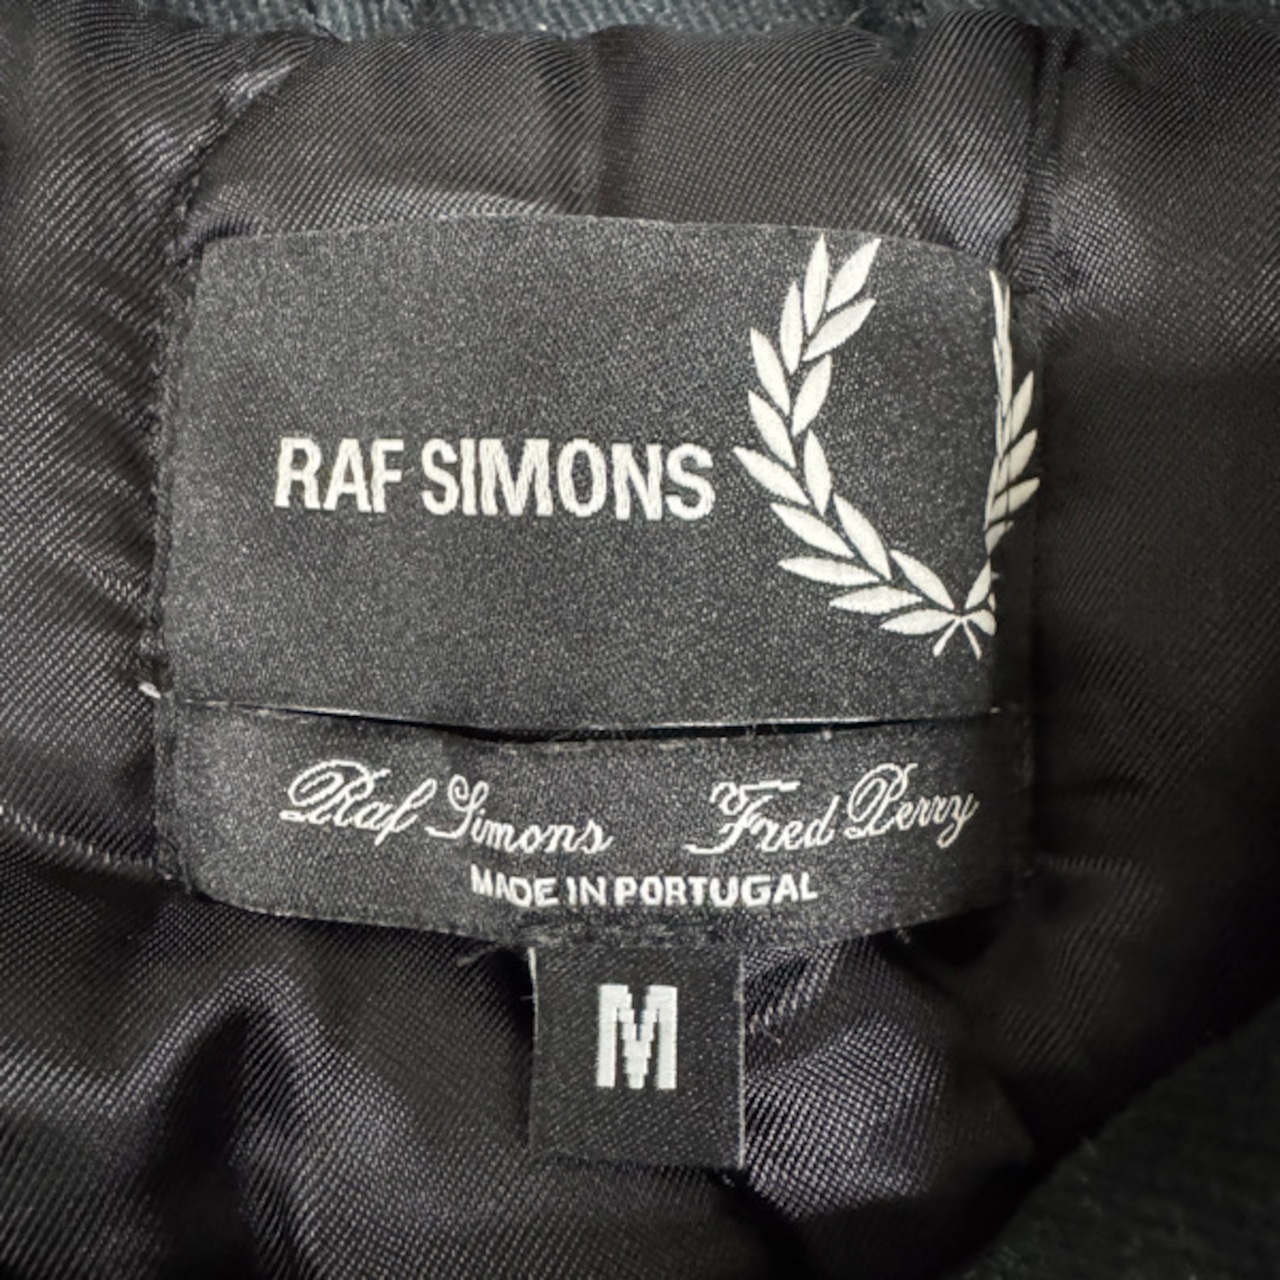 RAF SIMONS
Raf Simons Fred Perry
MADE IN PORTUGAL
M